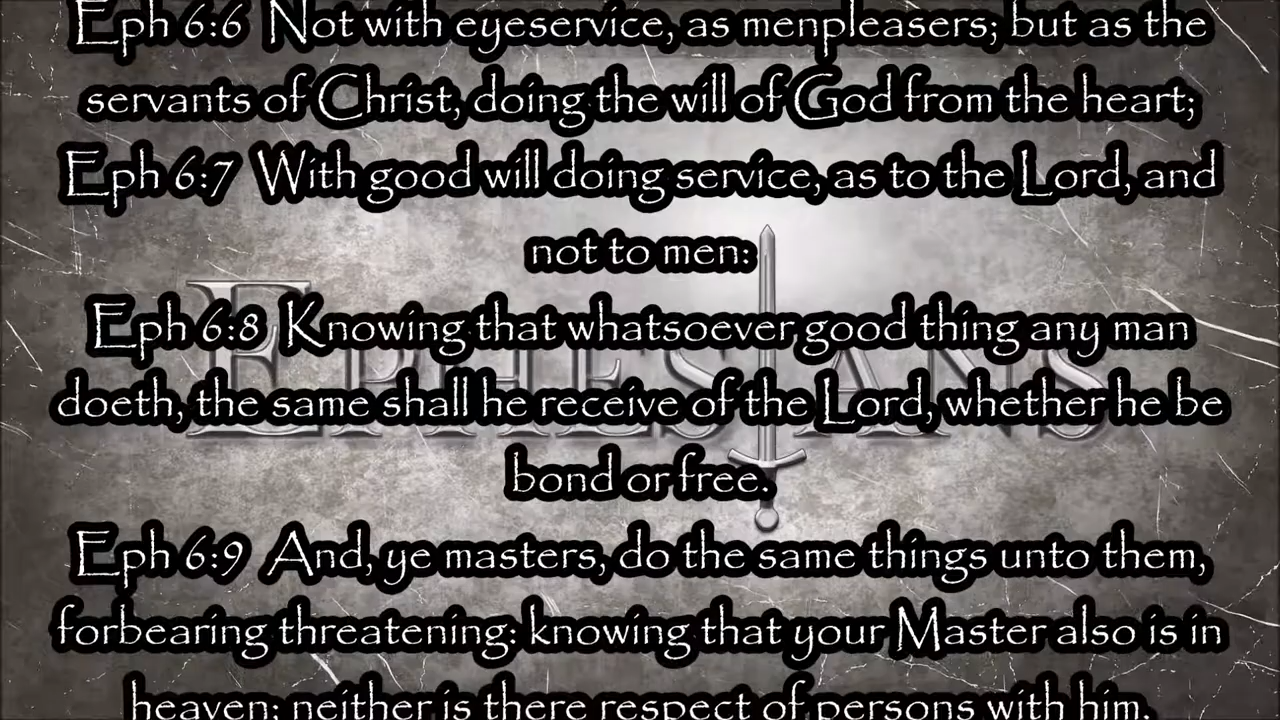 Eph 6:6 Not with eyeservice, as menpleasers; but as the
servants of Christ, doing the will of God from the heart;
Eph 6:7 With good will doing service, as to the Lord, and
not to men:
Eph 6:8 Knowing that whatsoever good thing any man
doeth, the same shall he receive of the Lord, whether he be
bond or free.
Eph 6:9 And, ye masters, do the same things unto them,
forbearing threatening: knowing that your Master also is in
heaven; neither is there respect of persons with him.
EPHESIANS